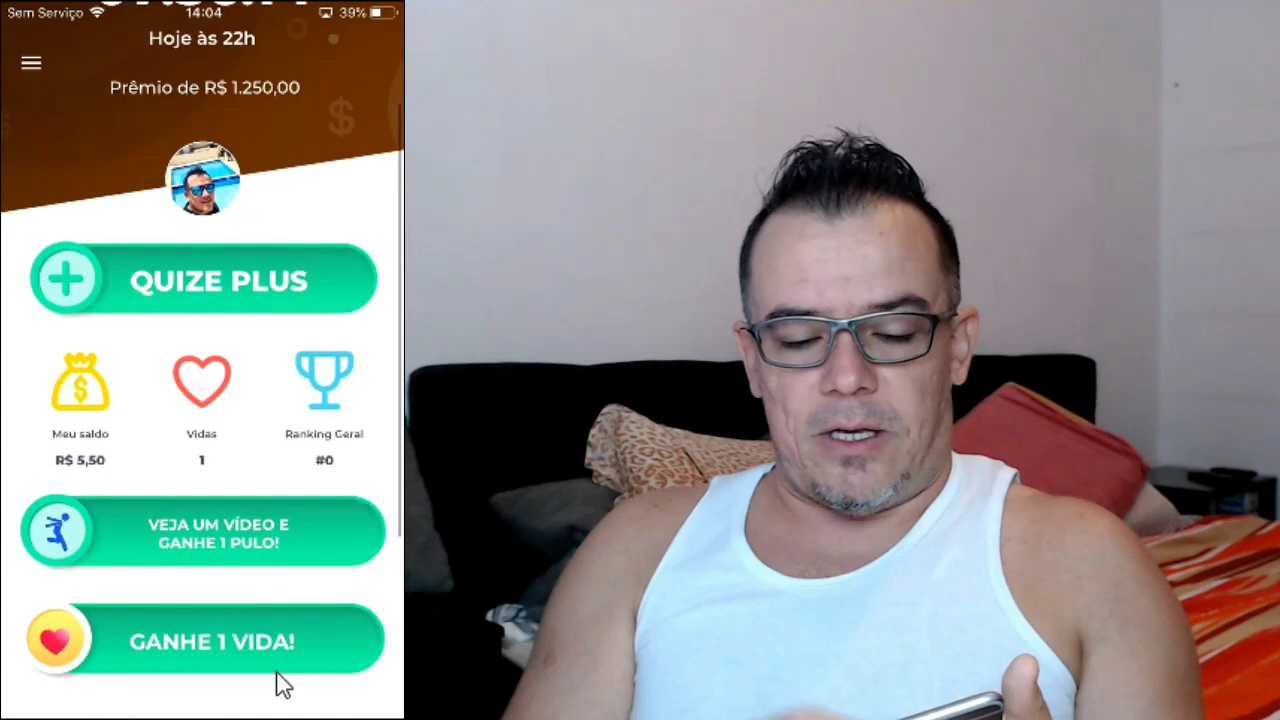 Sem Serviço 14:04 39%
Hoje às 22h
Prêmio de R$ 1.250,00
QUIZE PLUS
Meu saldo Vidas Ranking Geral
R$ 5,50 1 #0
VEJA UM VÍDEO E
GANHE 1 PULO!
GANHE 1 VIDA!